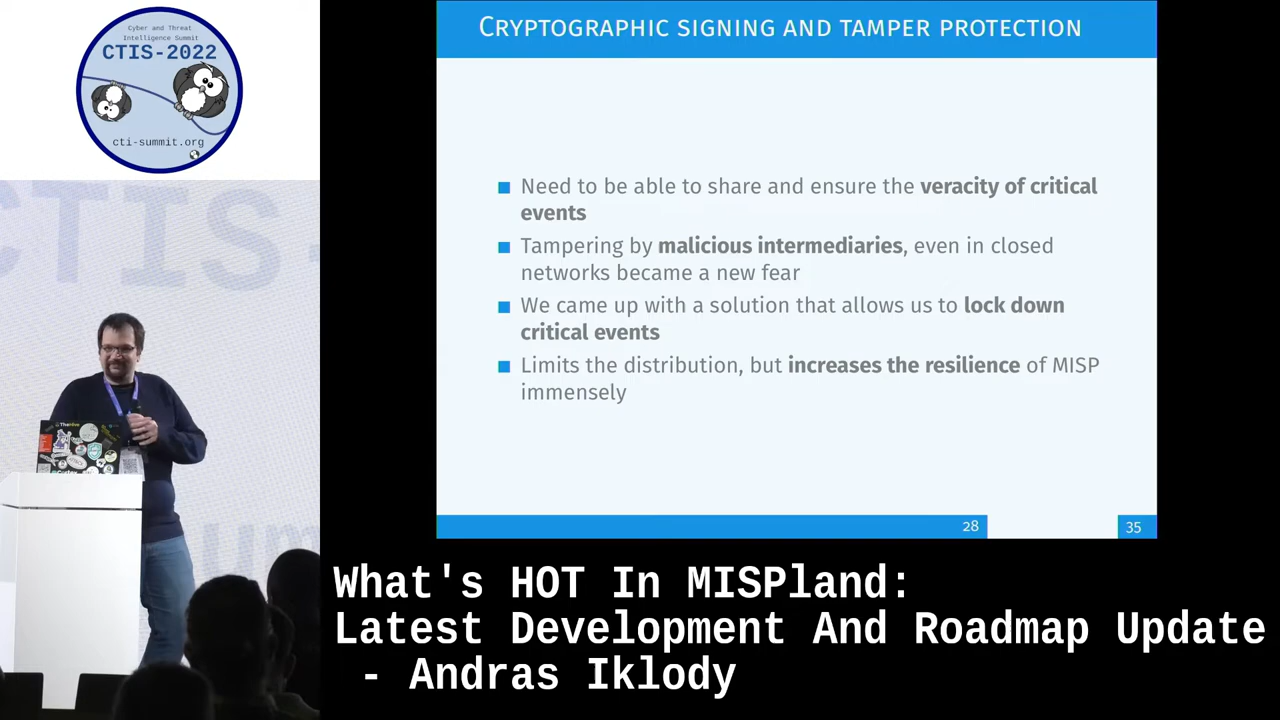 Cyber and Threat
Intelligence Summit
CTIS-2022
cti-summit.org
CTIS-
TheHive
CRYPTOGRAPHIC SIGNING AND TAMPER PROTECTION
Need to be able to share and ensure the veracity of critical
events
Tampering by malicious intermediaries, even in closed
networks became a new fear
We came up with a solution that allows us to lock down
critical events
Limits the distribution, but increases the resilience of MISP
immensely
28
35
What's HOT In MISPland:
Latest Development And Roadmap Update
- Andras Iklody